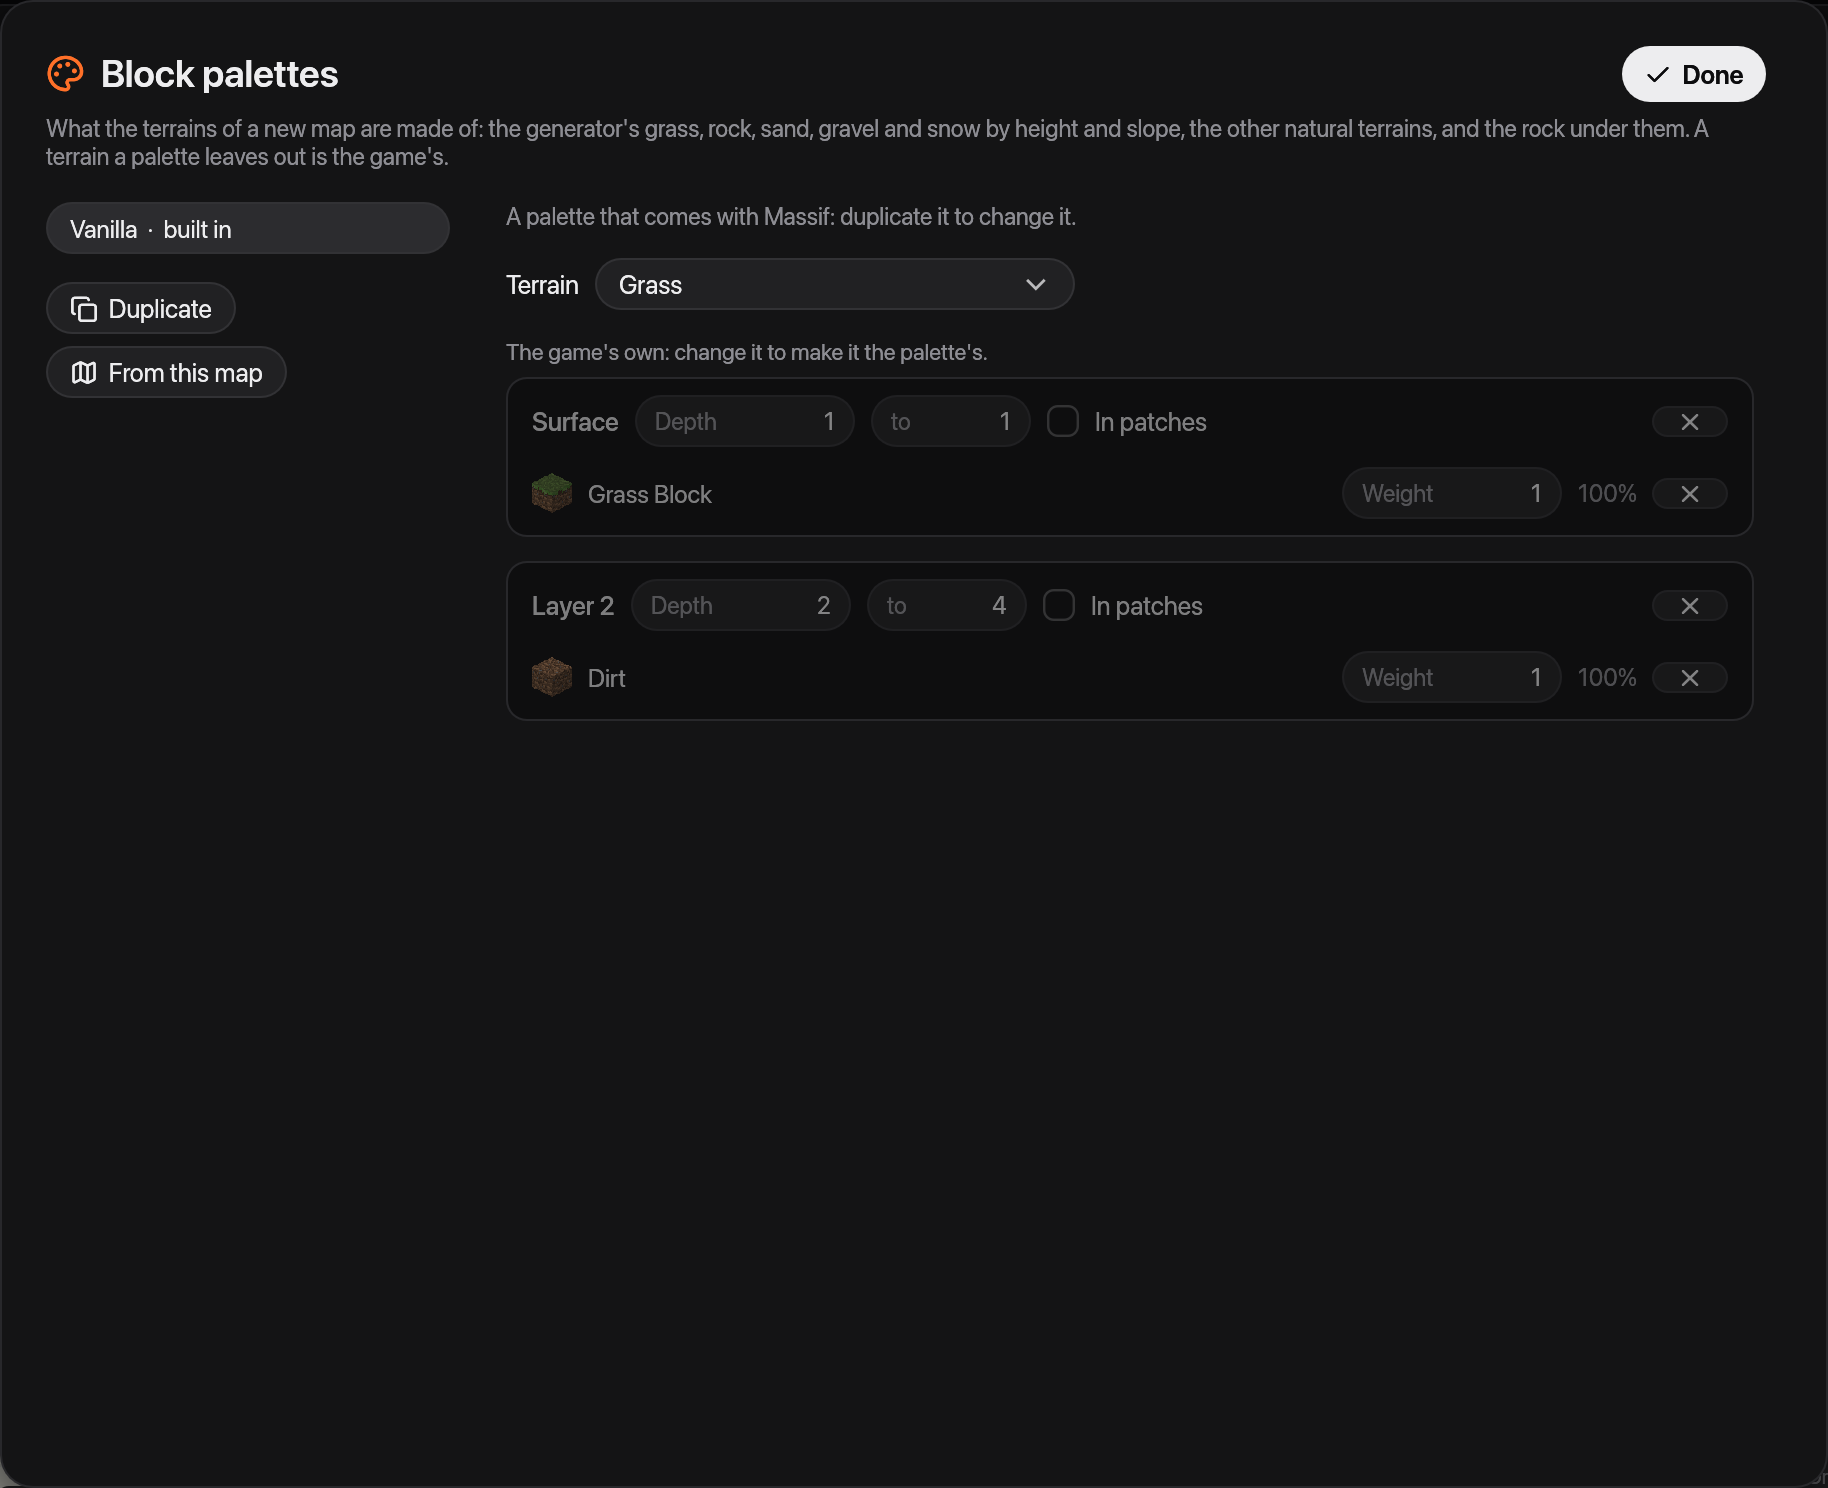 Block palettes
Done
What the terrains of a new map are made of: the generator's grass, rock, sand, gravel and snow by height and slope, the other natural terrains, and the rock under them. A
terrain a palette leaves out is the game's.
Vanilla · built in
Duplicate
From this map
A palette that comes with Massif: duplicate it to change it.
Terrain Grass
The game's own: change it to make it the palette's.
Surface Depth 1 to 1 In patches
Grass Block Weight 1 100%
Layer 2 Depth 2 to 4 In patches
Dirt Weight 1 100%